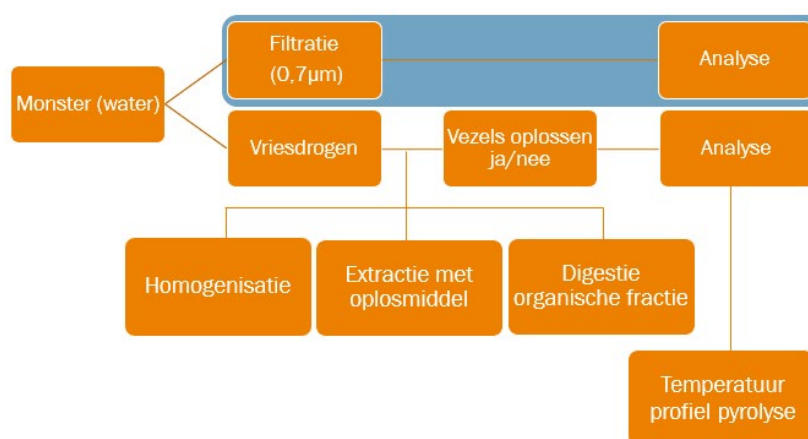 Filtratie
(0,7µm)
Analyse
Monster (water)
Vriesdrogen
Vezels oplossen
ja/nee
Analyse
Homogenisatie
Extractie met
oplosmiddel
Digestie
organische fractie
Temperatuur
profiel pyrolyse